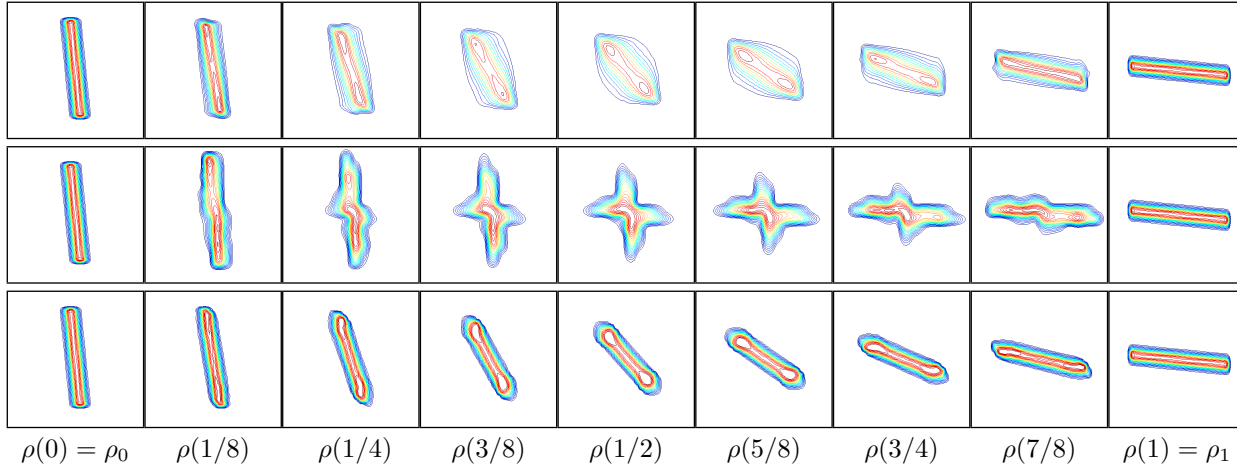 ρ(0) = ρ₀ ρ(1/8) ρ(1/4) ρ(3/8) ρ(1/2) ρ(5/8) ρ(3/4) ρ(7/8) ρ(1) = ρ₁